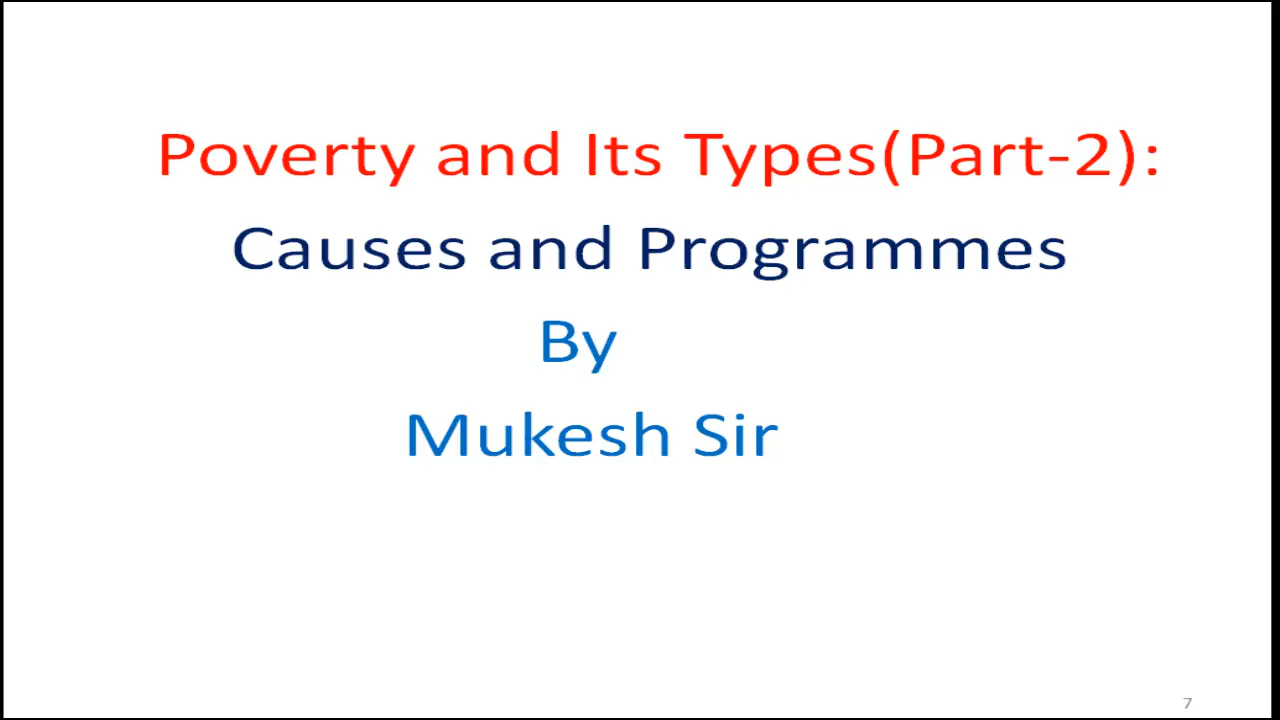 Poverty and Its Types(Part-2):
Causes and Programmes
By
Mukesh Sir
7